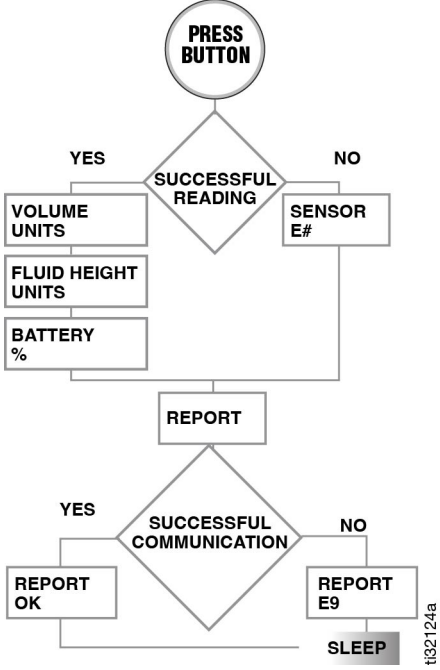 PRESS
BUTTON
YES
NO
SUCCESSFUL
READING
VOLUME
UNITS
SENSOR
E#
FLUID HEIGHT
UNITS
BATTERY
%
REPORT
YES
NO
SUCCESSFUL
COMMUNICATION
REPORT
OK
REPORT
E9
SLEEP
ti32124a